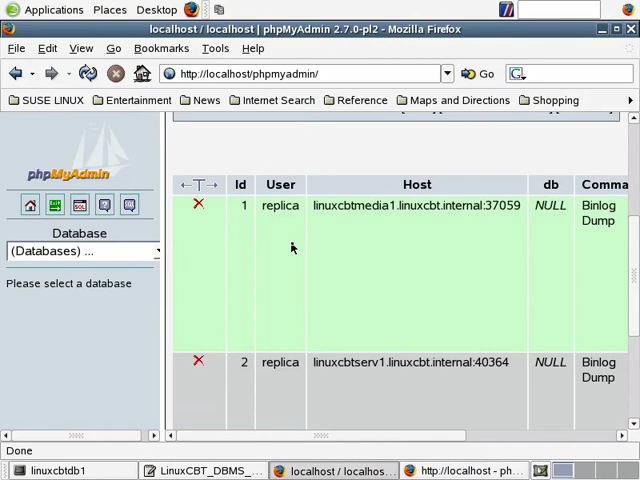 Applications Places Desktop
localhost / localhost | phpMyAdmin 2.7.0-pl2 - Mozilla Firefox
File Edit View Go Bookmarks Tools Help
http://localhost/phpmyadmin/ Go
SUSE LINUX Entertainment News Internet Search Reference Maps and Directions Shopping
phpMyAdmin
SQL
Database
(Databases) ...
Please select a database
←T→ Id User Host db Comma
1 replica linuxcbtmedia1.linuxcbt.internal:37059 NULL Binlog
Dump
2 replica linuxcbtserv1.linuxcbt.internal:40364 NULL Binlog
Dump
Done
linuxcbtdb1 LinuxCBT_DBMS_... localhost / localhos... http://localhost - ph...